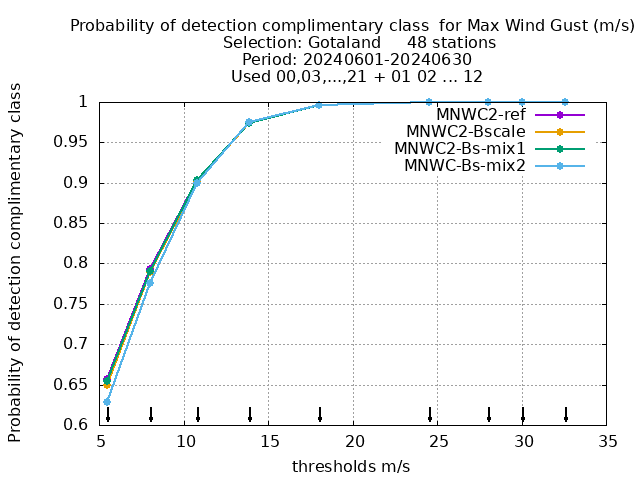 Probability of detection complimentary class  for Max Wind Gust (m/s)
Selection: Gotaland     48 stations
Period: 20240601-20240630
Used 00,03,...,21 + 01 02 ... 12
Probability of detection complimentary class
1
0.95
0.9
0.85
0.8
0.75
0.7
0.65
0.6
MNWC2-ref
MNWC2-Bscale
MNWC2-Bs-mix1
MNWC-Bs-mix2
5 10 15 20 25 30 35
thresholds m/s